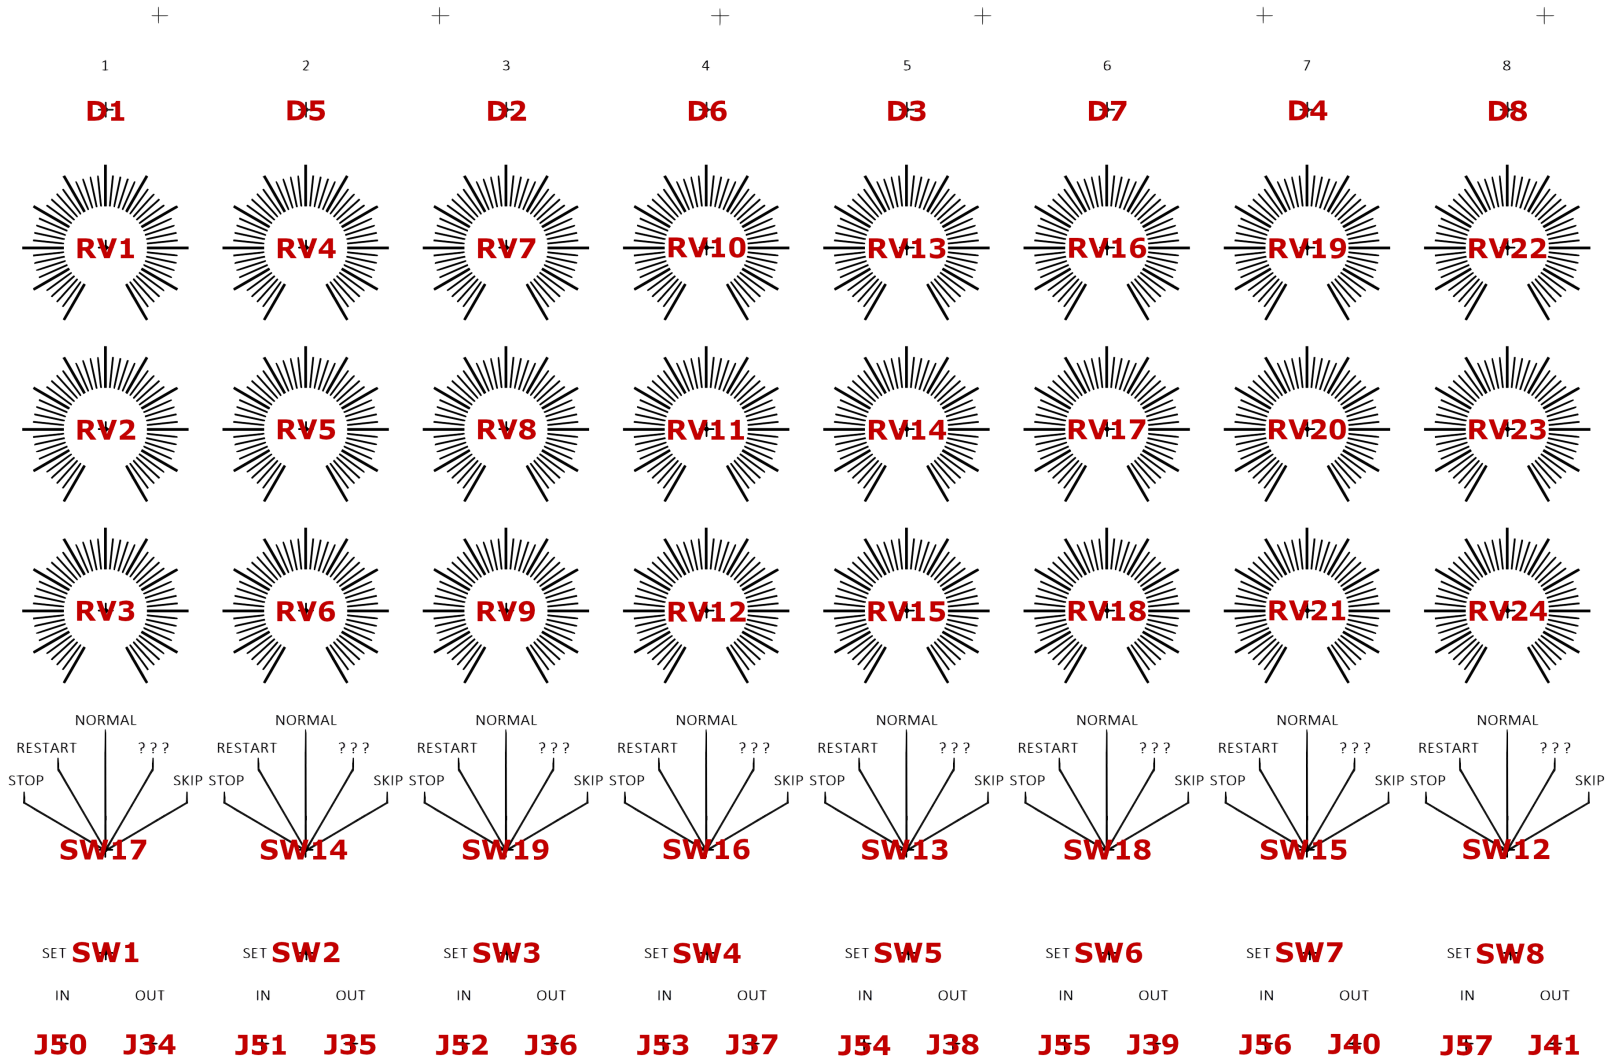 1 2 3 4 5 6 7 8
D1 D5 D2 D6 D3 D7 D4 D8
RV1 RV4 RV7 RV10 RV13 RV16 RV19 RV22
RV2 RV5 RV8 RV11 RV14 RV17 RV20 RV23
RV3 RV6 RV9 RV12 RV15 RV18 RV21 RV24
NORMAL NORMAL NORMAL NORMAL NORMAL NORMAL NORMAL NORMAL
RESTART ??? RESTART ??? RESTART ??? RESTART ??? RESTART ??? RESTART ??? RESTART ??? RESTART ???
STOP SKIP STOP SKIP STOP SKIP STOP SKIP STOP SKIP STOP SKIP STOP SKIP STOP SKIP
SW17 SW14 SW19 SW16 SW13 SW18 SW15 SW12
SET SW1 SET SW2 SET SW3 SET SW4 SET SW5 SET SW6 SET SW7 SET SW8
IN OUT IN OUT IN OUT IN OUT IN OUT IN OUT IN OUT IN OUT
J50 J34 J51 J35 J52 J36 J53 J37 J54 J38 J55 J39 J56 J40 J57 J41